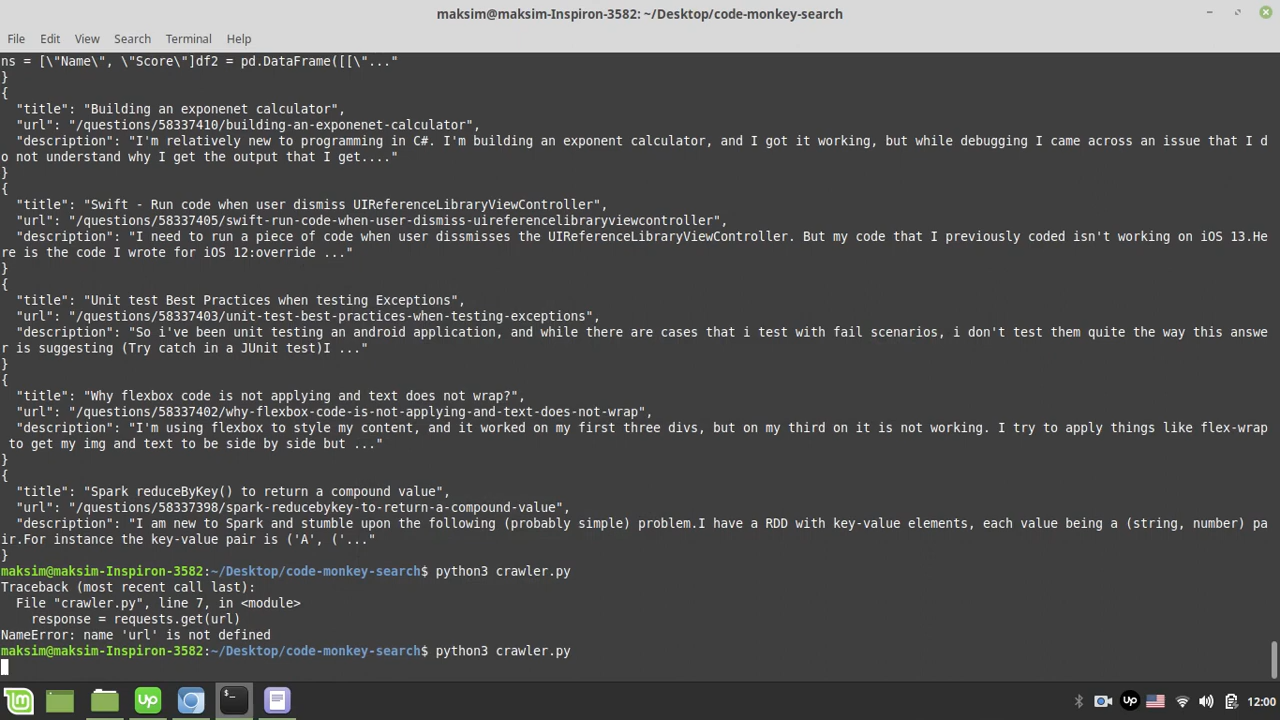 maksim@maksim-Inspiron-3582: ~/Desktop/code-monkey-search
File Edit View Search Terminal Help
ns = [\"Name\", \"Score\"]df2 = pd.DataFrame([[\"..."
}
{
  "title": "Building an exponenet calculator",
  "url": "/questions/58337410/building-an-exponenet-calculator",
  "description": "I'm relatively new to programming in C#. I'm building an exponent calculator, and I got it working, but while debugging I came across an issue that I d
o not understand why I get the output that I get...."
}
{
  "title": "Swift - Run code when user dismiss UIReferenceLibraryViewController",
  "url": "/questions/58337405/swift-run-code-when-user-dismiss-uireferencelibraryviewcontroller",
  "description": "I need to run a piece of code when user dissmisses the UIReferenceLibraryViewController. But my code that I previously coded isn't working on iOS 13.He
re is the code I wrote for iOS 12:override ..."
}
{
  "title": "Unit test Best Practices when testing Exceptions",
  "url": "/questions/58337403/unit-test-best-practices-when-testing-exceptions",
  "description": "So i've been unit testing an android application, and while there are cases that i test with fail scenarios, i don't test them quite the way this answe
r is suggesting (Try catch in a JUnit test)I ..."
}
{
  "title": "Why flexbox code is not applying and text does not wrap?",
  "url": "/questions/58337402/why-flexbox-code-is-not-applying-and-text-does-not-wrap",
  "description": "I'm using flexbox to style my content, and it worked on my first three divs, but on my third on it is not working. I try to apply things like flex-wrap
 to get my img and text to be side by side but ..."
}
{
  "title": "Spark reduceByKey() to return a compound value",
  "url": "/questions/58337398/spark-reducebykey-to-return-a-compound-value",
  "description": "I am new to Spark and stumble upon the following (probably simple) problem.I have a RDD with key-value elements, each value being a (string, number) pa
ir.For instance the key-value pair is ('A', ('..."
}
maksim@maksim-Inspiron-3582:~/Desktop/code-monkey-search$ python3 crawler.py
Traceback (most recent call last):
  File "crawler.py", line 7, in <module>
    response = requests.get(url)
NameError: name 'url' is not defined
maksim@maksim-Inspiron-3582:~/Desktop/code-monkey-search$ python3 crawler.py
up $_ up 12:00